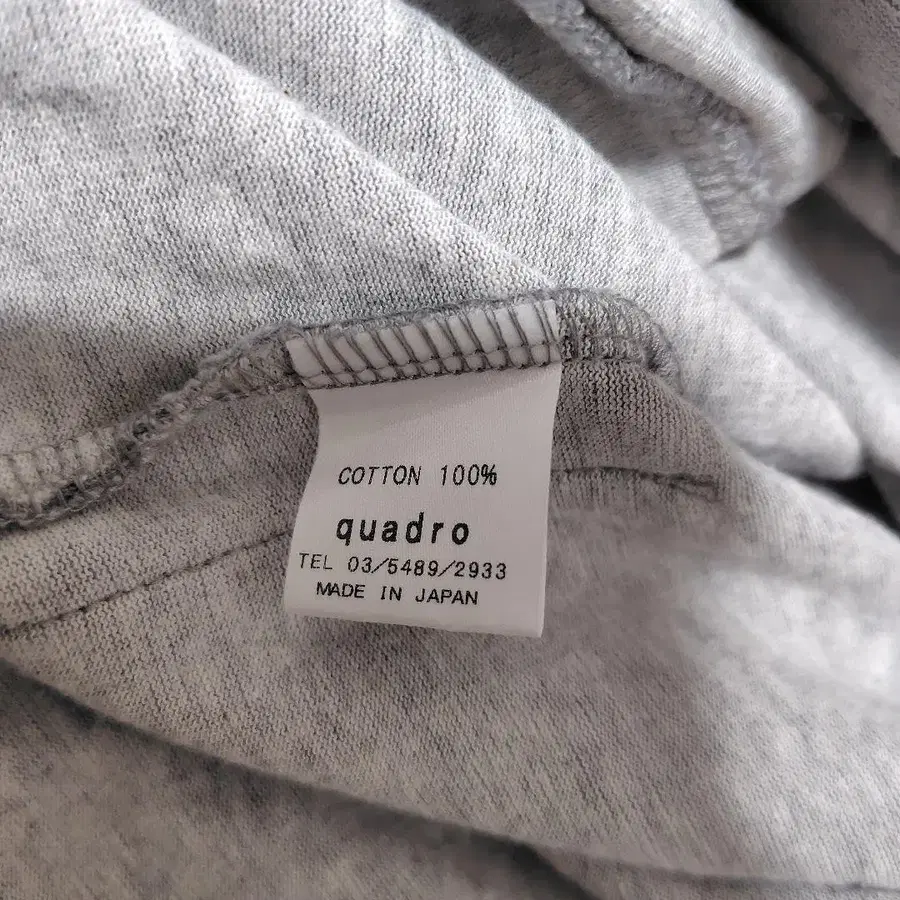 COTTON 100%
quadro
TEL 03/5489/2933
MADE IN JAPAN